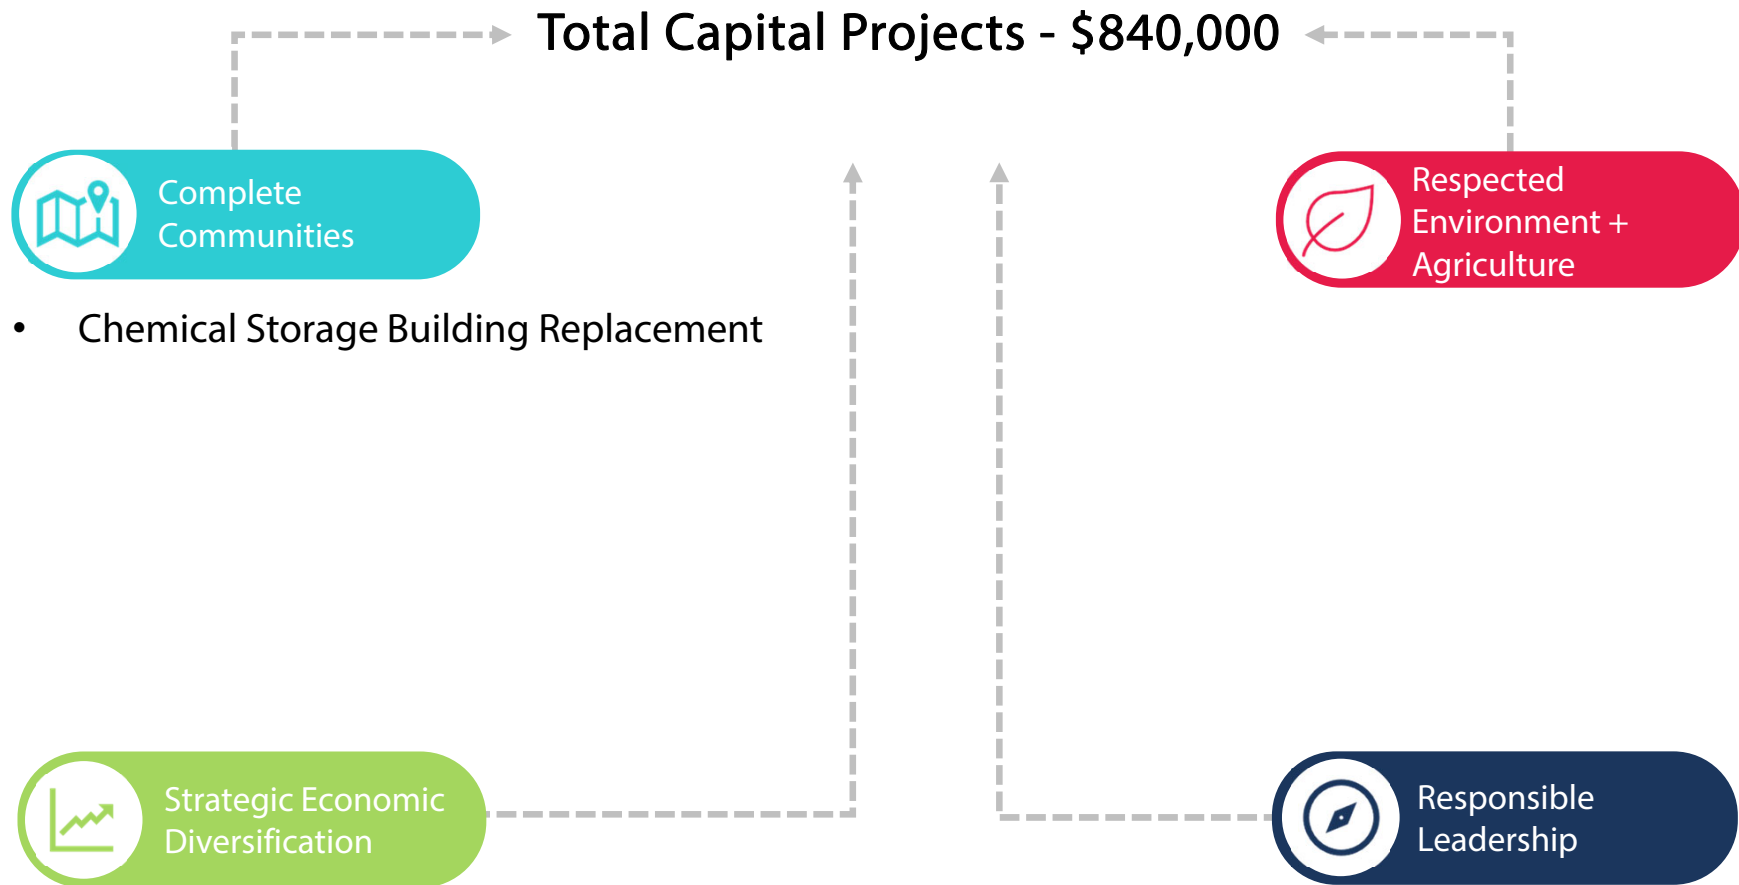 Total Capital Projects - $840,000
Complete
Communities
Respected
Environment +
Agriculture
• Chemical Storage Building Replacement
Strategic Economic
Diversification
Responsible
Leadership